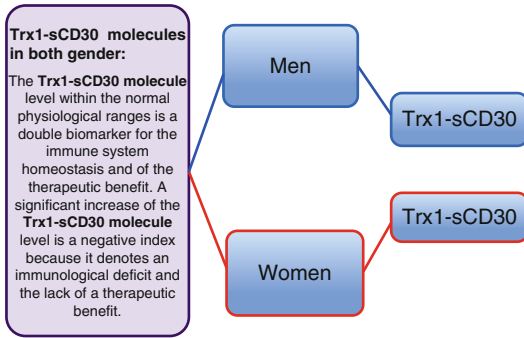 Trx1-sCD30 molecules
in both gender:
The Trx1-sCD30 molecule
level within the normal
physiological ranges is a
double biomarker for the
immune system
homeostasis and of the
therapeutic benefit. A
significant increase of the
Trx1-sCD30 molecule
level is a negative index
because it denotes an
immunological deficit and
the lack of a therapeutic
benefit.
Men
Trx1-sCD30
Women
Trx1-sCD30